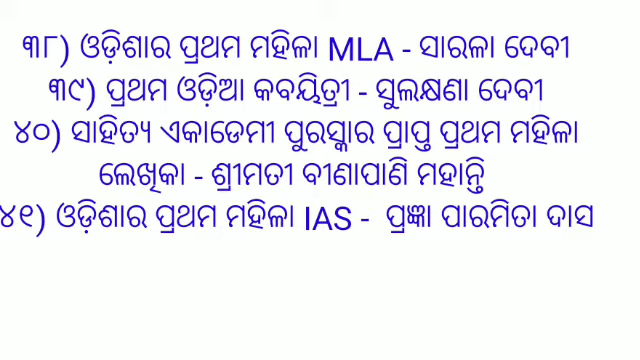 ୩୮) ଓଡ଼ିଶାର ପ୍ରଥମ ମହିଳା MLA - ସାରଳା ଦେବୀ
୩୯) ପ୍ରଥମ ଓଡ଼ିଆ କବୟିତ୍ରୀ - ସୁଲକ୍ଷଣା ଦେବୀ
୪୦) ସାହିତ୍ୟ ଏକାଡେମୀ ପୁରସ୍କାର ପ୍ରାପ୍ତ ପ୍ରଥମ ମହିଳା
ଲେଖିକା - ଶ୍ରୀମତୀ ବୀଣାପାଣି ମହାନ୍ତି
୪୧) ଓଡ଼ିଶାର ପ୍ରଥମ ମହିଳା IAS - ପ୍ରଜ୍ଞା ପାରମିତା ଦାସ